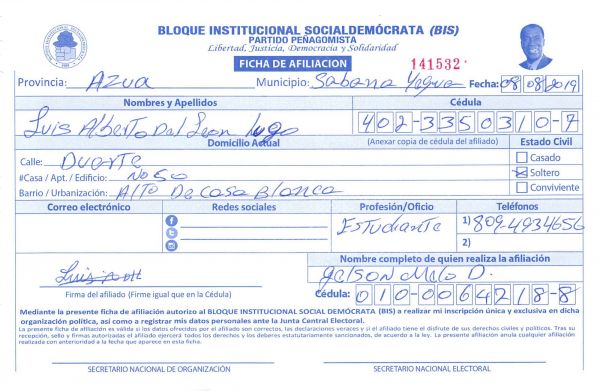 BLOQUE INSTITUCIONAL SOCIALDEMÓCRATA (BIS)
PARTIDO PEÑAGOMISTA
Libertad, Justicia, Democracia y Solidaridad
FICHA DE AFILIACION 141532
Provincia: AZUA Municipio: Sabana Yegua Fecha: 08 08 2019
Nombres y Apellidos Cédula
Luis Alberto Del Leon Lugo 402-3350310-7
Domicilio Actual (Anexar copia de cédula del afiliado) Estado Civil
Calle: Duarte Casado
#Casa / Apt. / Edificio: No 50 Soltero
Barrio / Urbanización: Alto De casa Blanca Conviviente
Correo electrónico Redes sociales Profesión/Oficio Teléfonos
Estudiante 1) 809-4934656
2)
Nombre completo de quien realiza la afiliación
Luis Gelson Melo D.
Firma del afiliado (Firme igual que en la Cédula) Cédula: 010-0064218-8
Mediante la presente ficha de afiliación autorizo al BLOQUE INSTITUCIONAL SOCIAL DEMÓCRATA (BIS) a realizar mi inscripción única y exclusiva en dicha
organización política, así como a registrar mis datos personales ante la Junta Central Electoral.
La presente ficha de afiliación es válida si los datos ofrecidos por el afiliado son correctos, las declaraciones veraces y si el afiliado tiene el disfrute de sus derechos civiles y políticos. Tras su
recepción, sello y firmas autorizadas el afiliado ejercerá todos los derechos y los deberes estatutariamente sancionados, de acuerdo a la ley. La presente afiliación anula cualquier afiliación
realizada con anterioridad a la fecha que aparece en esta ficha.
SECRETARIO NACIONAL DE ORGANIZACIÓN SECRETARIO NACIONAL ELECTORAL